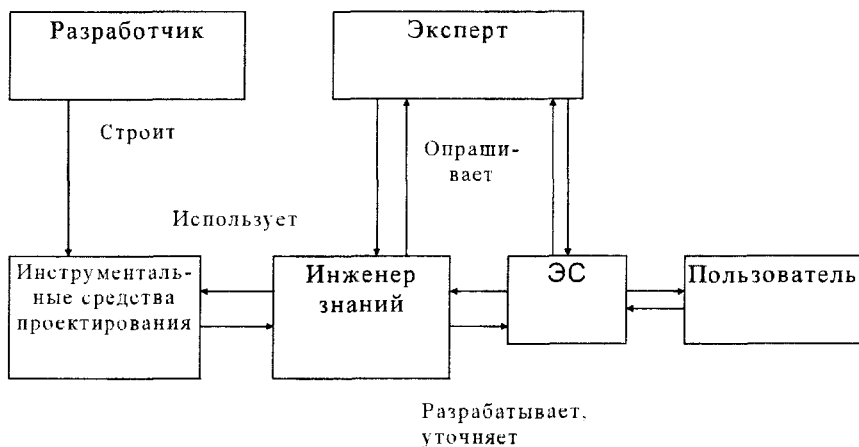 Разработчик
Эксперт
Строит
Опраши-
вает
Использует
Инструменталь-
ные средства
проектирования
Инженер
знаний
ЭС
Пользователь
Разрабатывает,
уточняет